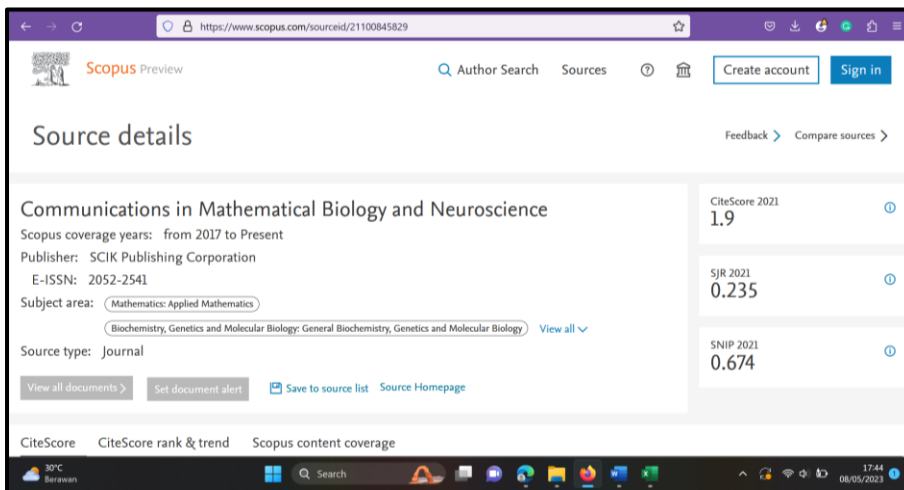 https://www.scopus.com/sourceid/21100845829
Scopus Preview
Author Search Sources Create account Sign in
Source details
Feedback Compare sources
Communications in Mathematical Biology and Neuroscience
Scopus coverage years: from 2017 to Present
Publisher: SCIK Publishing Corporation
E-ISSN: 2052-2541
Subject area: Mathematics: Applied Mathematics
Biochemistry, Genetics and Molecular Biology: General Biochemistry, Genetics and Molecular Biology View all
Source type: Journal
View all documents Set document alert Save to source list Source Homepage
CiteScore 2021
1.9
SJR 2021
0.235
SNIP 2021
0.674
CiteScore CiteScore rank & trend Scopus content coverage
30°C
Berawan
Search
17:44
08/05/2023